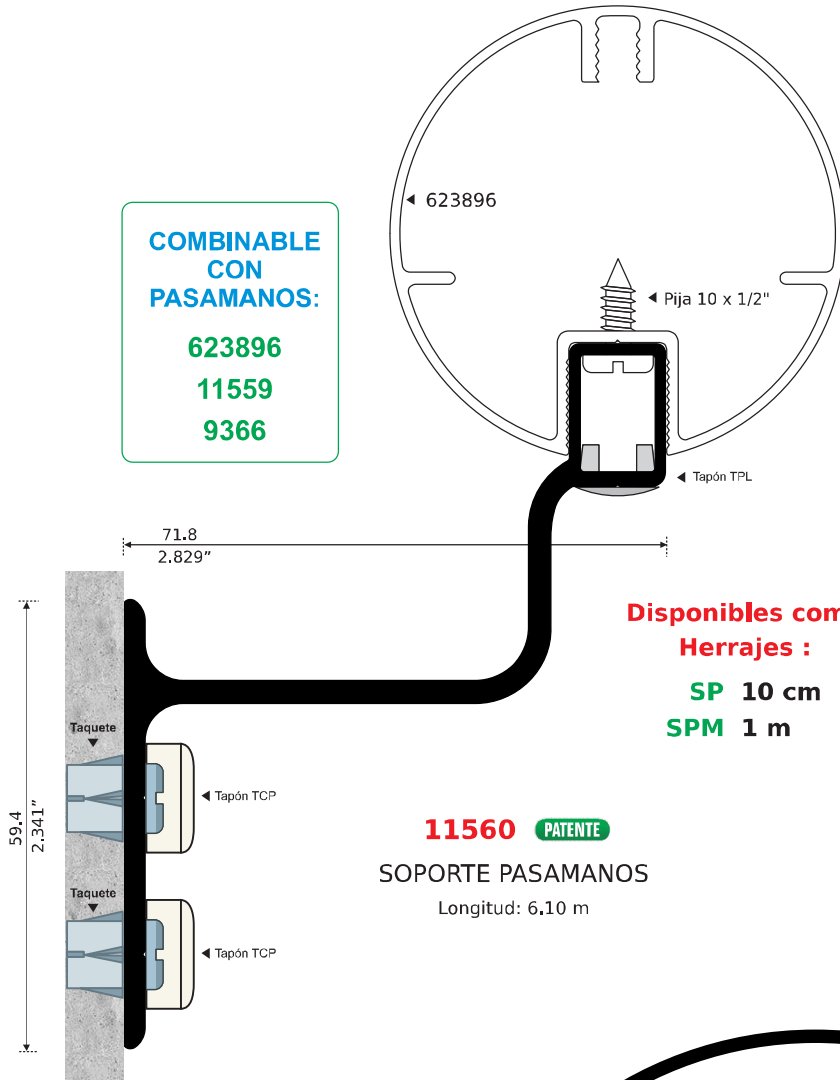 623896
COMBINABLE
CON
PASAMANOS:
623896
11559
9366
Pija 10 x 1/2"
Tapón TPL
71.8
2.829”
Disponibles com
Herrajes :
SP 10 cm
SPM 1 m
Taquete
Tapón TCP
59.4
2.341”
11560 PATENTE
SOPORTE PASAMANOS
Longitud: 6.10 m
Taquete
Tapón TCP